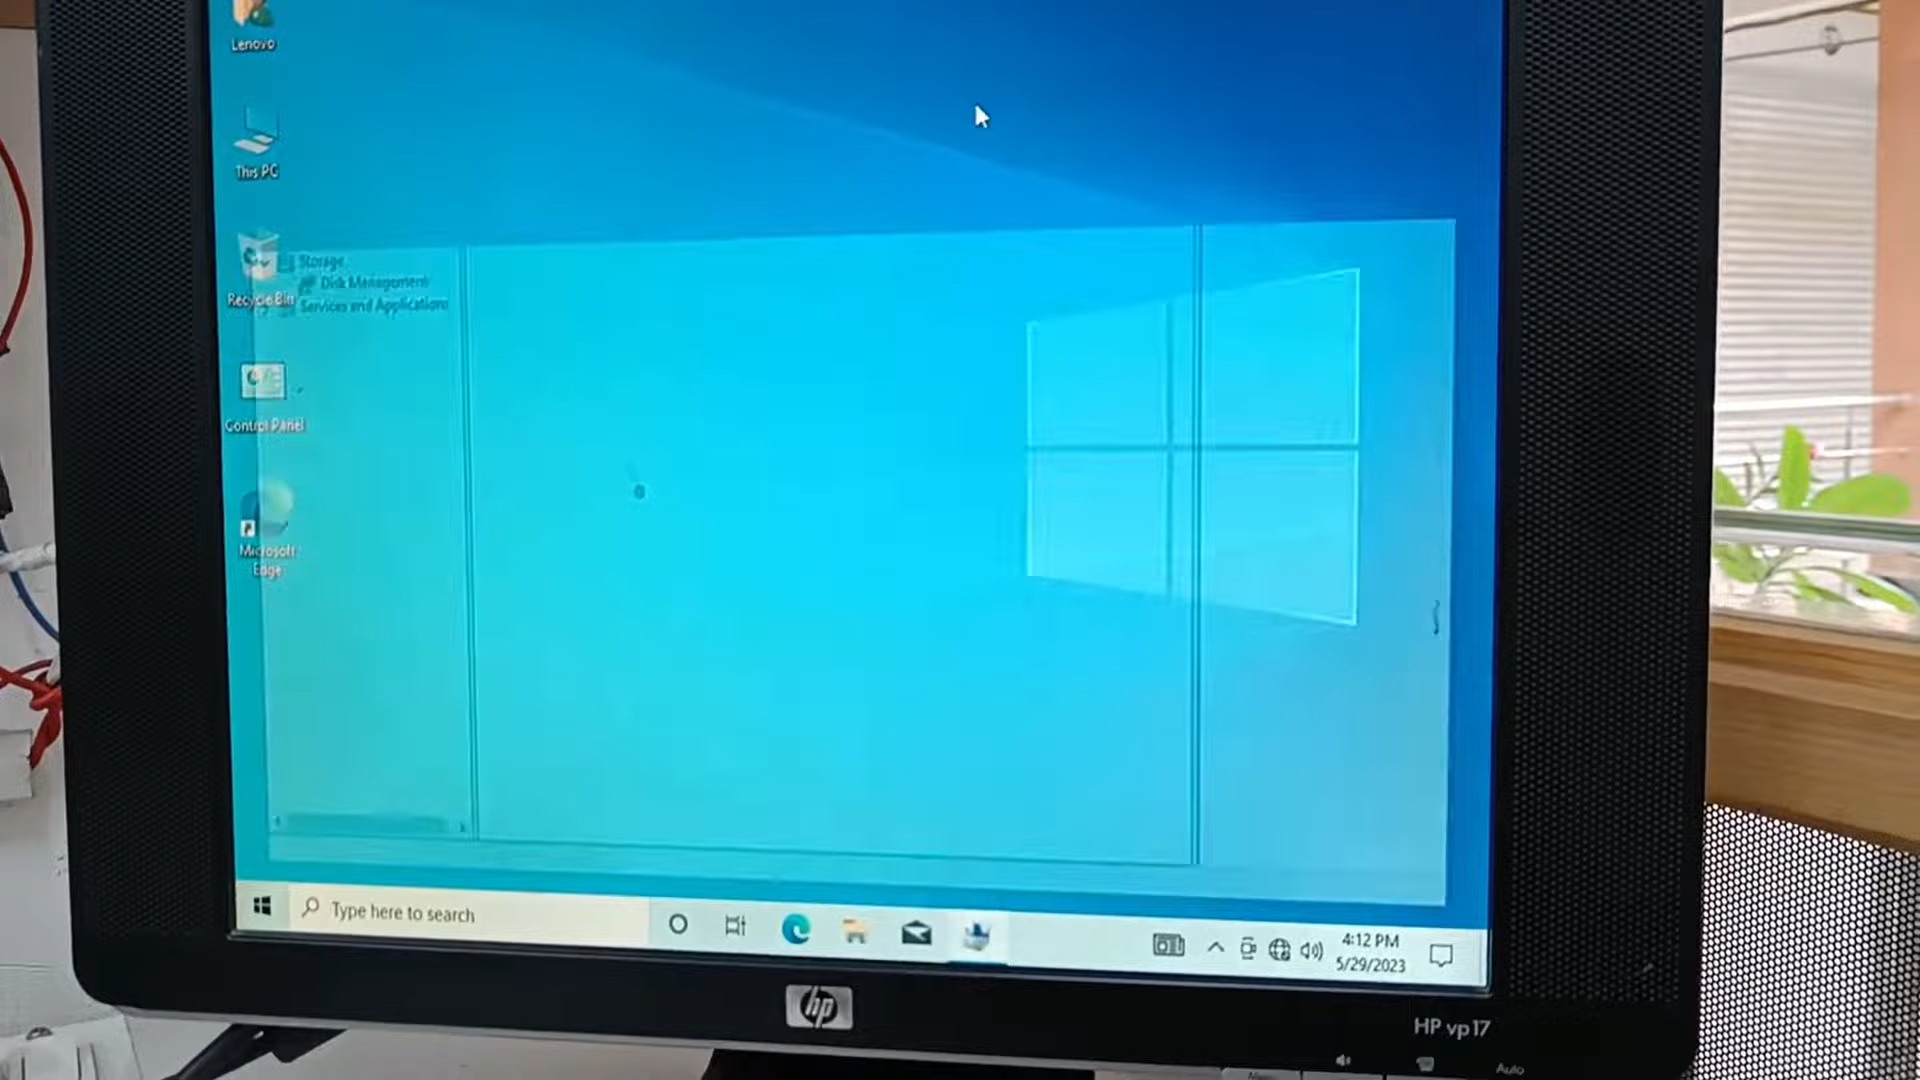 Lenovo
This PC
Storage
Disk Management
Recycle Bin
Services and Applications
Control Panel
Microsoft
Edge
Type here to search
4:12 PM
5/29/2023
hp
HP vp17
Auto